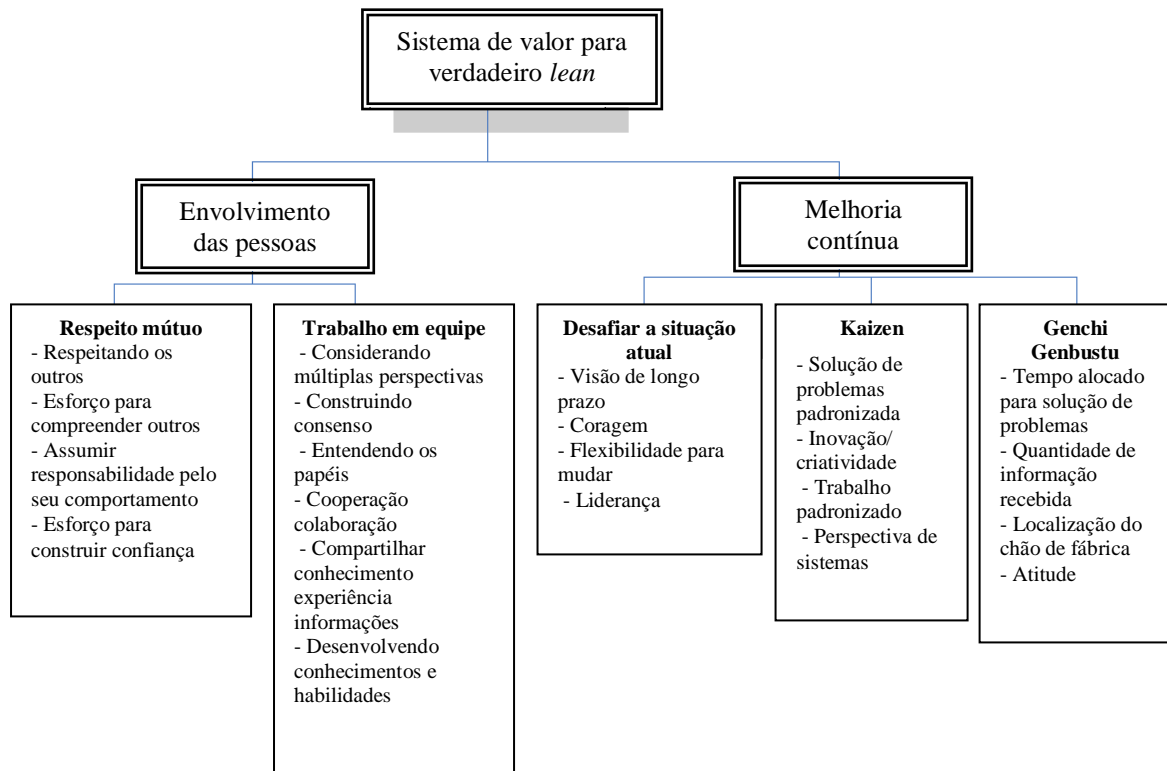 Sistema de valor para
verdadeiro lean
Envolvimento
das pessoas
Melhoria
contínua
Respeito mútuo
- Respeitando os
outros
- Esforço para
compreender outros
- Assumir
responsabilidade pelo
seu comportamento
- Esforço para
construir confiança
Trabalho em equipe
- Considerando
múltiplas perspectivas
- Construindo
consenso
- Entendendo os
papéis
- Cooperação
colaboração
- Compartilhar
conhecimento
experiência
informações
- Desenvolvendo
conhecimentos e
habilidades
Desafiar a situação
atual
- Visão de longo
prazo
- Coragem
- Flexibilidade para
mudar
- Liderança
Kaizen
- Solução de
problemas
padronizada
- Inovação/
criatividade
- Trabalho
padronizado
- Perspectiva de
sistemas
Genchi
Genbustu
- Tempo alocado
para solução de
problemas
- Quantidade de
informação
recebida
- Localização do
chão de fábrica
- Atitude